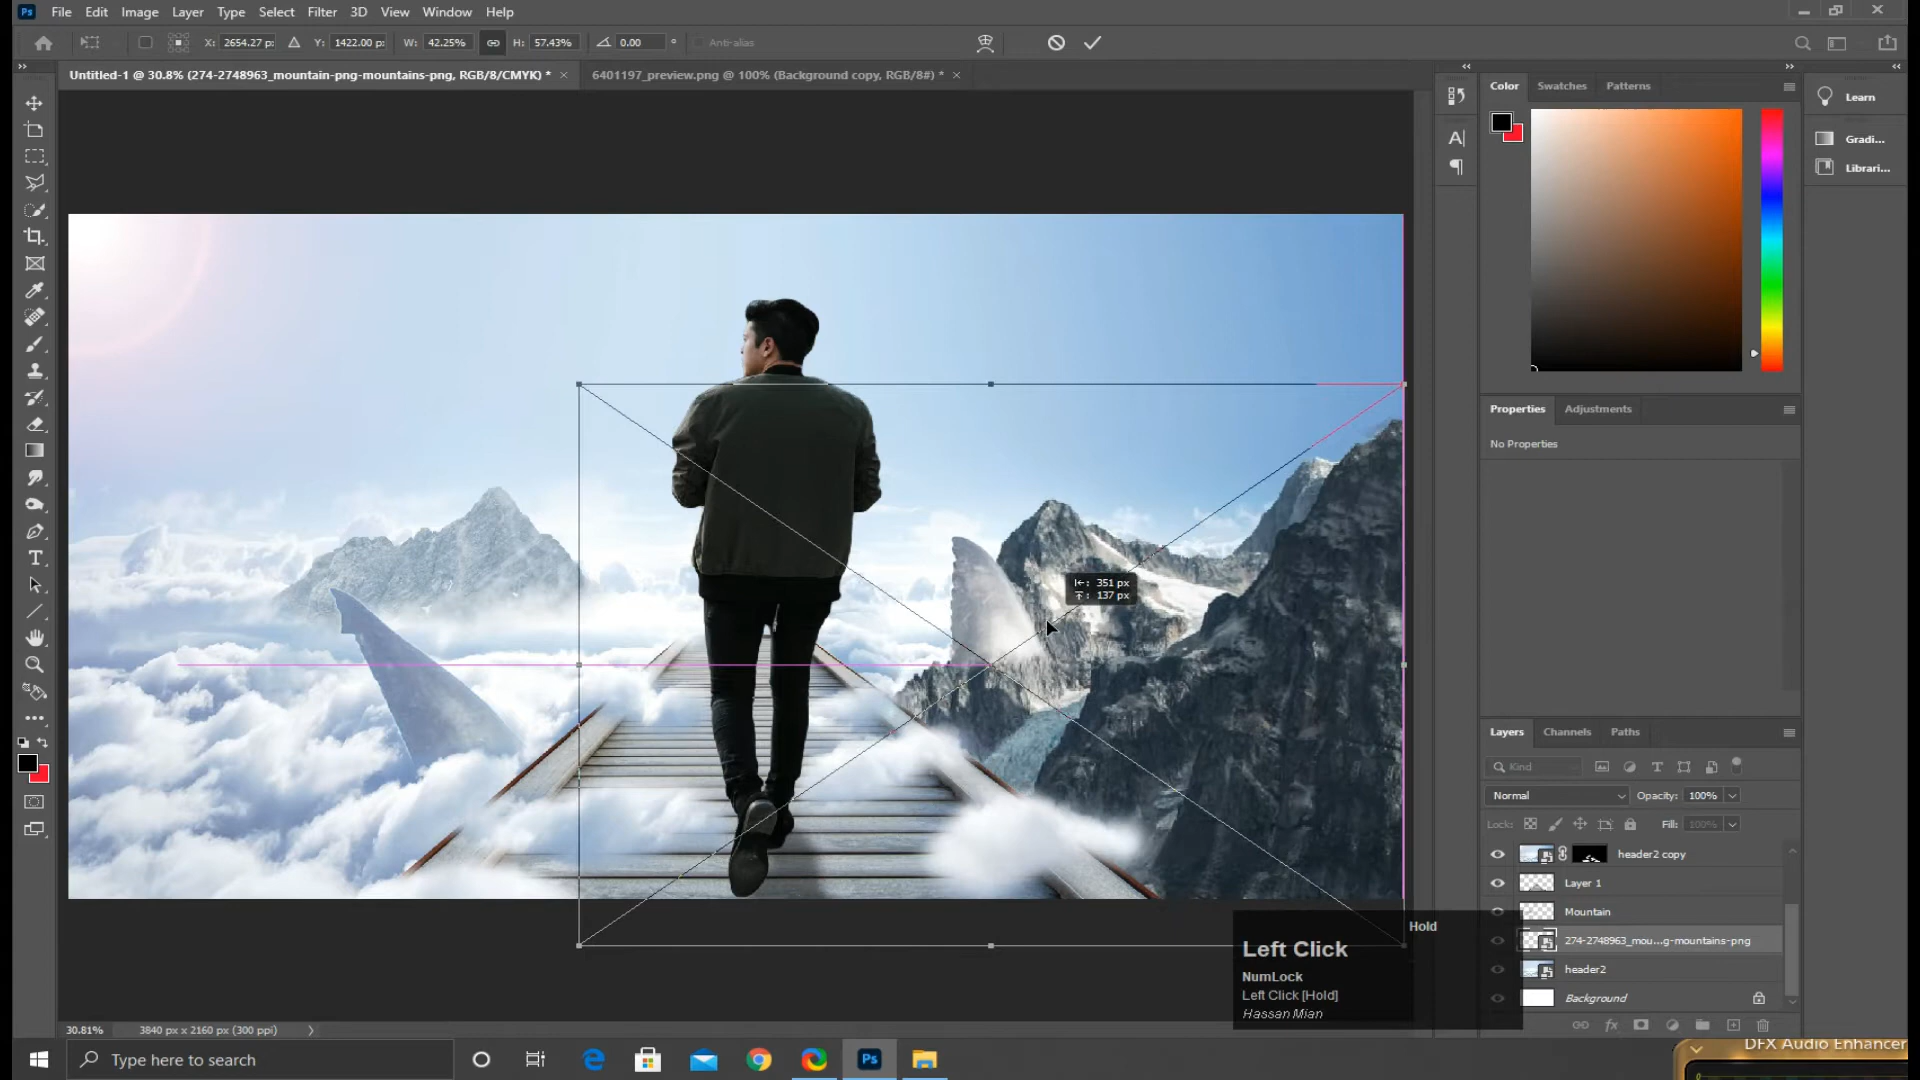 Ps File Edit Image Layer Type Select Filter 3D View Window Help
X: 2654.27 p: Y: 1422.00 p: W: 42.25% H: 57.43% 0.00 ° Anti-alias
Untitled-1 @ 30.8% (274-2748963_mountain-png-mountains-png, RGB/8/CMYK) * × 6401197_preview.png @ 100% (Background copy, RGB/8#) * ×
Color Swatches Patterns
Learn
Gradi...
Librari...
Properties Adjustments
No Properties
351 px
137 px
Layers Channels Paths
Kind
Normal Opacity: 100%
Lock: Fill: 100%
header2 copy
Layer 1
Mountain
274-2748963_mou...g-mountains-png
header2
Background
Hold
Left Click
NumLock
Left Click [Hold]
Hassan Mian
30.81% 3840 px x 2160 px (300 ppi)
Type here to search
Ps
DFX Audio Enhancer